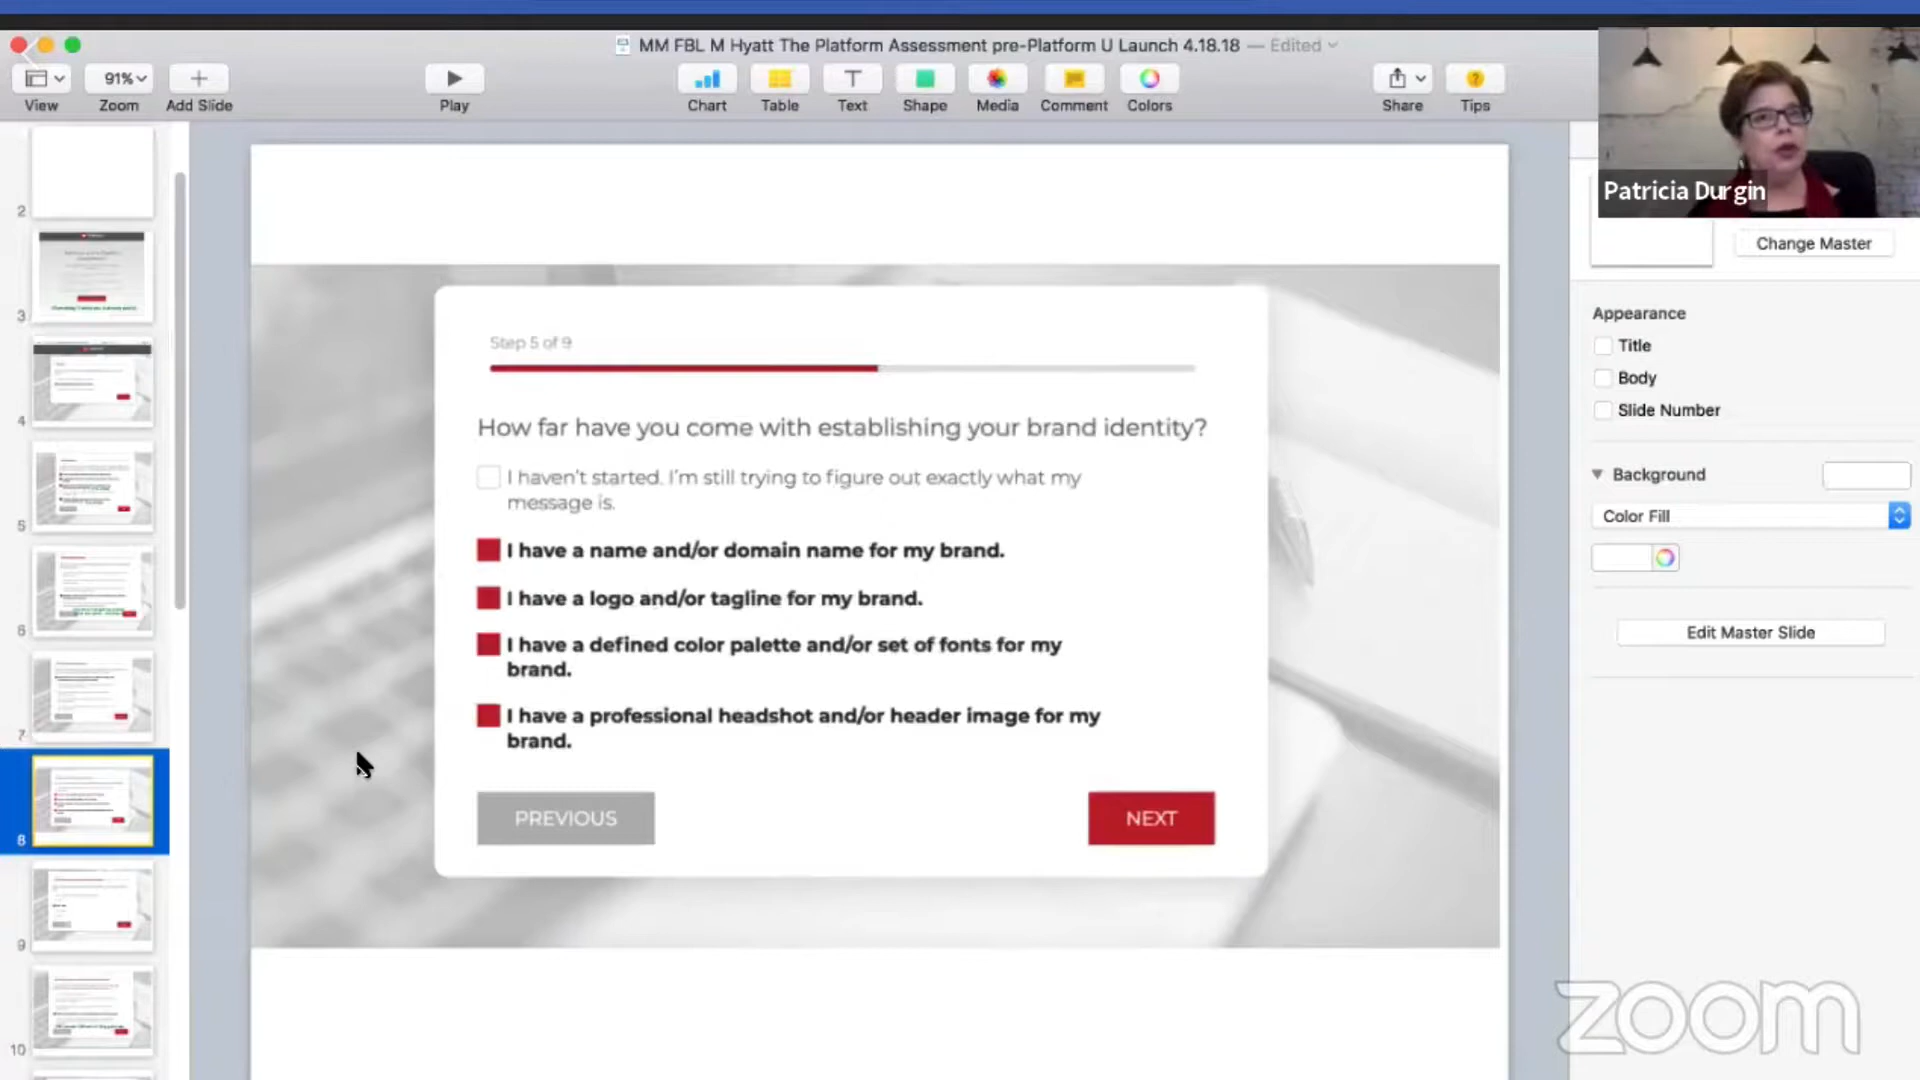 MM FBL M Hyatt The Platform Assessment pre-Platform U Launch 4.18.18 — Edited
91%
View
Zoom
Add Slide
Play
Chart
Table
Text
Shape
Media
Comment
Colors
Share
Tips
Patricia Durgin
Change Master
Appearance
Title
Body
Slide Number
Background
Color Fill
Edit Master Slide
2
3
4
5
6
7
8
9
10
Step 5 of 9
How far have you come with establishing your brand identity?
I haven't started. I'm still trying to figure out exactly what my
message is.
I have a name and/or domain name for my brand.
I have a logo and/or tagline for my brand.
I have a defined color palette and/or set of fonts for my
brand.
I have a professional headshot and/or header image for my
brand.
PREVIOUS
NEXT
zoom